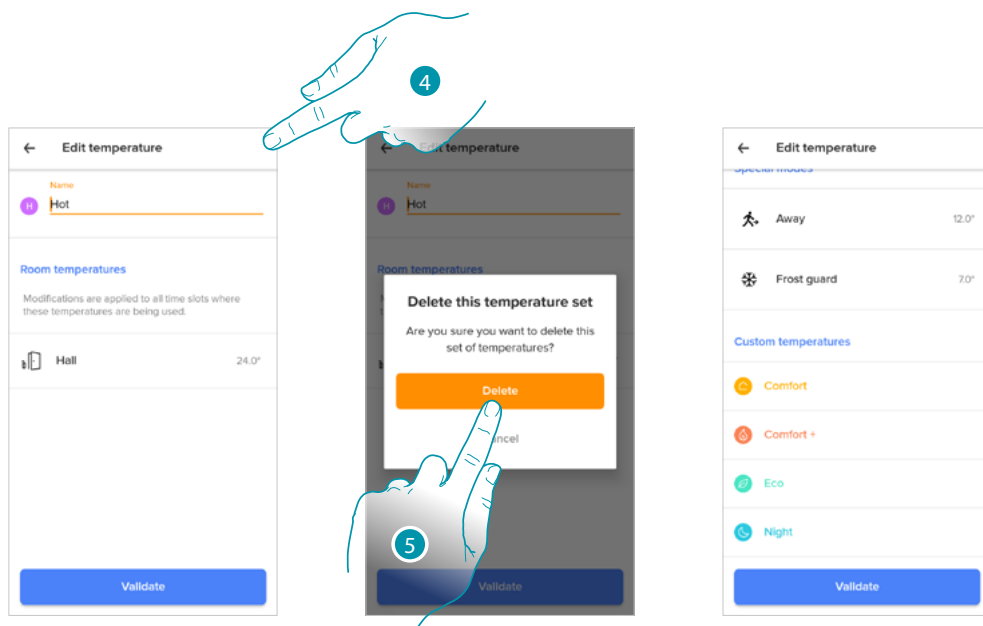 4
← Edit temperature
Name
H
Hot
Room temperatures
Modifications are applied to all time slots where
these temperatures are being used.
Hall 24.0°
Validate
← Edit temperature
Name
Hot
Room temperatures
Delete this temperature set
Are you sure you want to delete this
set of temperatures?
Delete
ancel
5
Validate
← Edit temperature
Special modes
Away 12.0°
Frost guard 7.0°
Custom temperatures
Comfort
Comfort +
Eco
Night
Validate